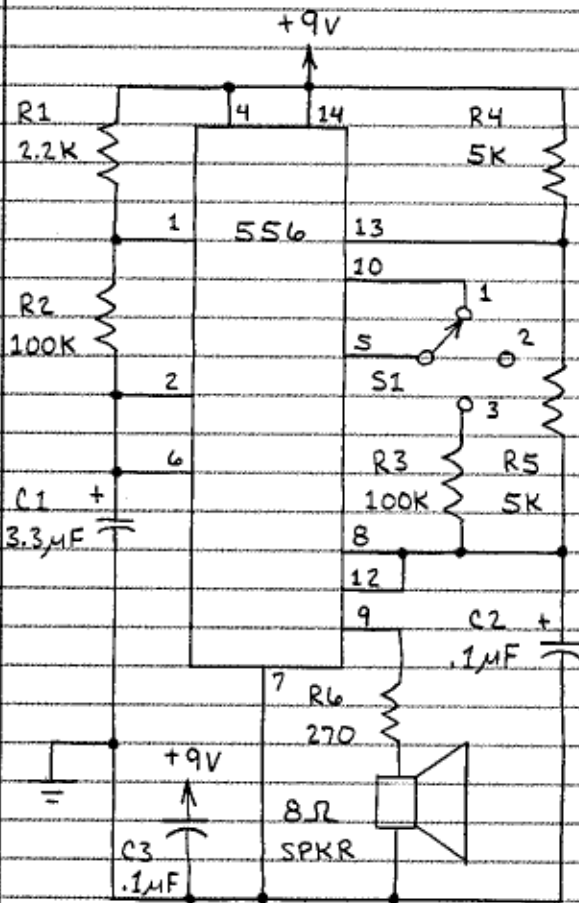 +9V
4 14
R1
2.2K
R4
5K
1
556
13
10
1
R2
100K
5
2
S1
3
2
6
R3
100K
R5
5K
C1 +
3.3µF
8
12
9
C2 +
.1µF
7
R6
270
+9V
8Ω
SPKR
C3
.1µF